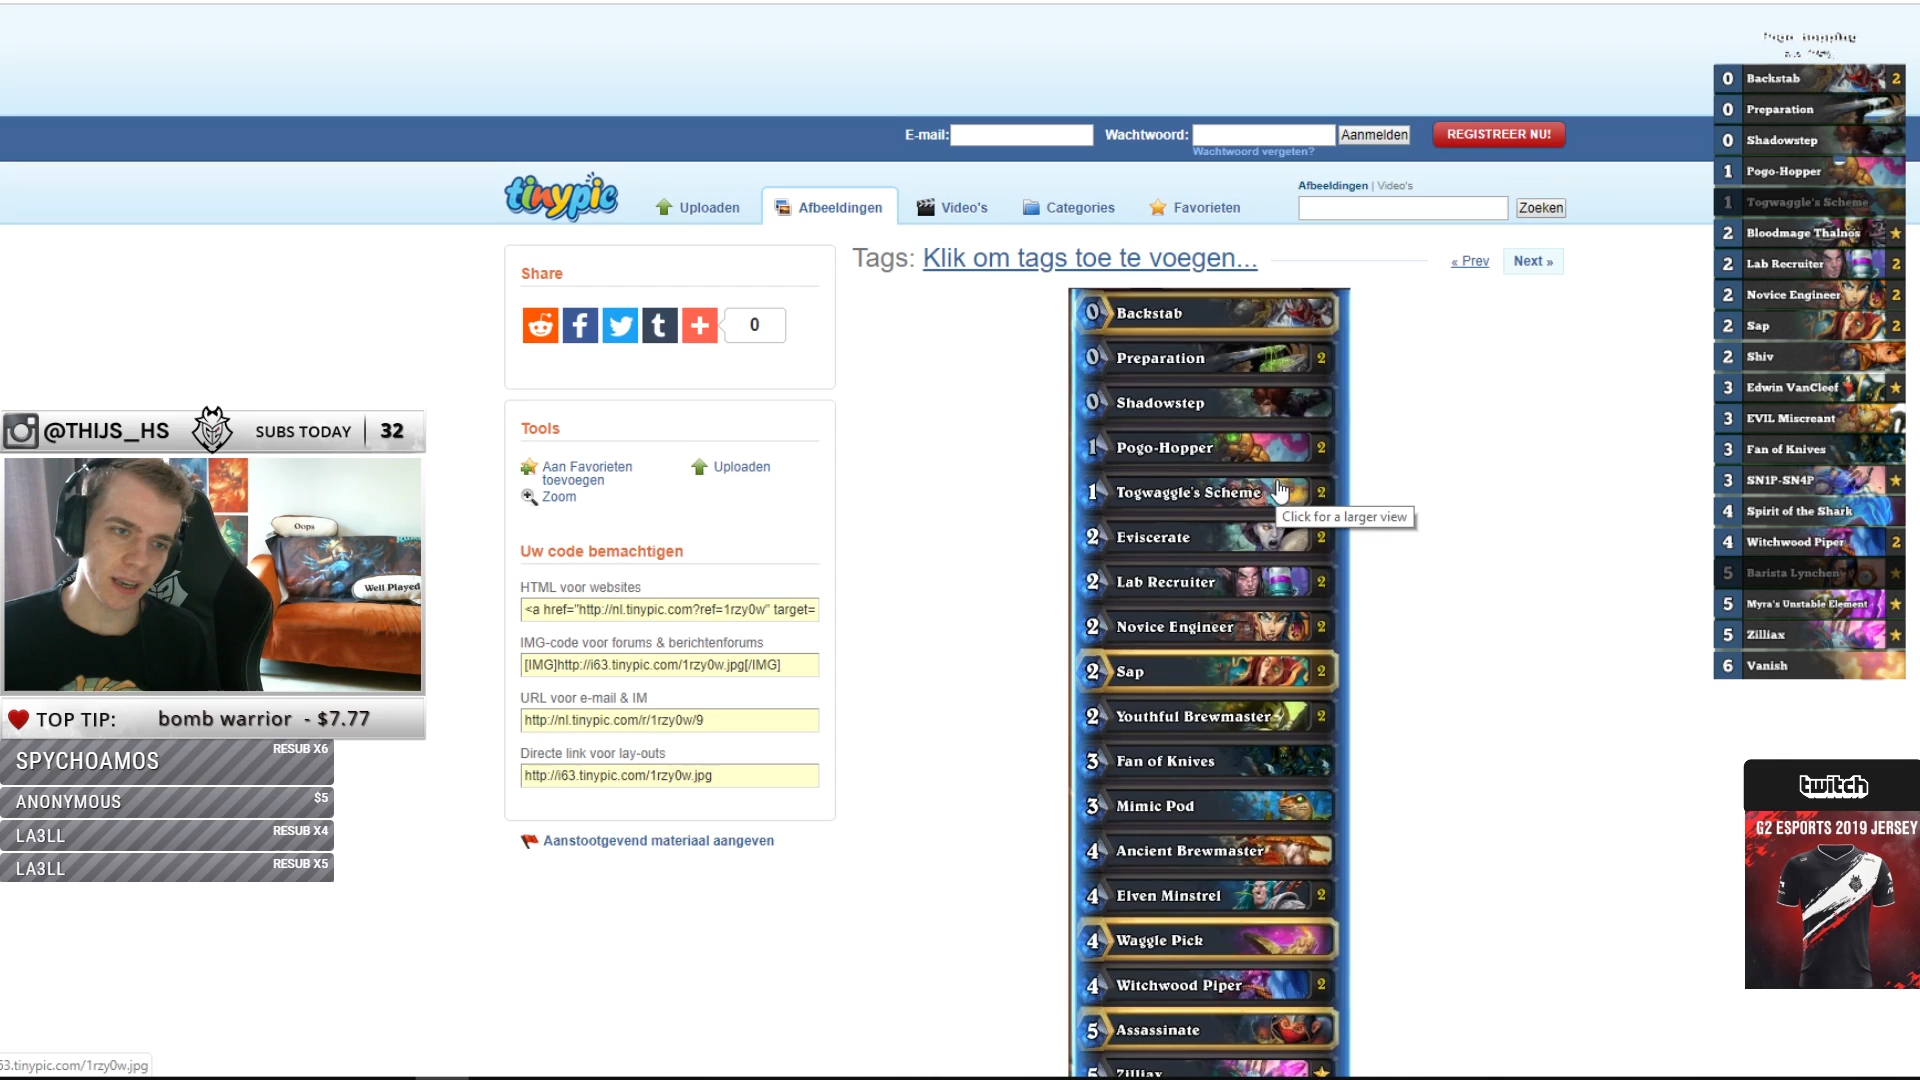 E-mail:
Wachtwoord:
Aanmelden
REGISTREER NU!
Wachtwoord vergeten?
tinypic
Uploaden
Afbeeldingen
Video's
Categories
Favorieten
Afbeeldingen | Video's
Zoeken
Share
0
Tools
Aan Favorieten
toevoegen
Uploaden
Zoom
Uw code bemachtigen
HTML voor websites
<a href="http://nl.tinypic.com?ref=1rzy0w" target=
IMG-code voor forums & berichtenforums
[IMG]http://i63.tinypic.com/1rzy0w.jpg[/IMG]
URL voor e-mail & IM
http://nl.tinypic.com/r/1rzy0w/9
Directe link voor lay-outs
http://i63.tinypic.com/1rzy0w.jpg
Aanstootgevend materiaal aangeven
Tags: Klik om tags toe te voegen...
« Prev
Next »
0 Backstab
0 Preparation 2
0 Shadowstep
1 Pogo-Hopper 2
1 Togwaggle's Scheme 2
Click for a larger view
2 Eviscerate 2
2 Lab Recruiter 2
2 Novice Engineer 2
2 Sap 2
2 Youthful Brewmaster 2
3 Fan of Knives
3 Mimic Pod
4 Ancient Brewmaster
4 Elven Minstrel 2
4 Waggle Pick
4 Witchwood Piper 2
5 Assassinate
5 Zilliax
0 Backstab 2
0 Preparation
0 Shadowstep
1 Pogo-Hopper
1 Togwaggle's Scheme
2 Bloodmage Thalnos
2 Lab Recruiter 2
2 Novice Engineer 2
2 Sap 2
2 Shiv
3 Edwin VanCleef
3 EVIL Miscreant
3 Fan of Knives
3 SN1P-SN4P
4 Spirit of the Shark
4 Witchwood Piper 2
5 Barista Lynchen
5 Myra's Unstable Element
5 Zilliax
6 Vanish
@THIJS_HS
SUBS TODAY 32
Oops
Well Played
TOP TIP: bomb warrior - $7.77
SPYCHOAMOS RESUB X6
ANONYMOUS $5
LA3LL RESUB X4
LA3LL RESUB X5
twitch
G2 ESPORTS 2019 JERSEY
63.tinypic.com/1rzy0w.jpg